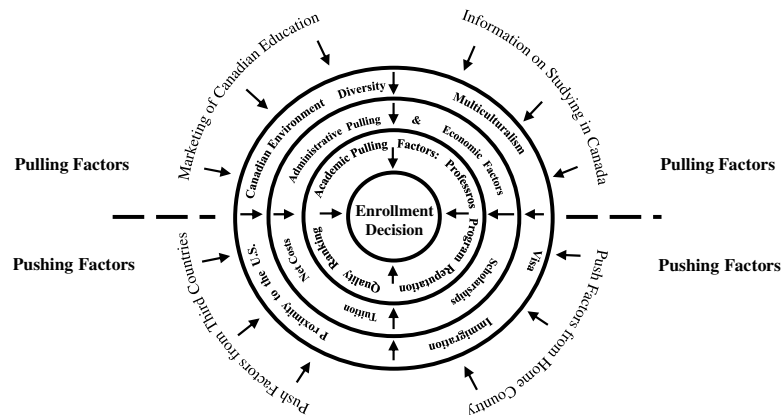 Marketing of Canadian Education
Information on Studying in Canada
Canadian Environment Diversity
Multiculturalism
Administrative Pulling & Economic Factors
Academic Pulling Factors: Professros
Pulling Factors
Pulling Factors
Enrollment
Decision
Pushing Factors
Pushing Factors
Quality Ranking
Program Reputation
Net Costs
Tuition
Scholarships
Proximity to the U.S.
Immigration
Visa
Push Factors from Third Countries
Push Factors from Home Country